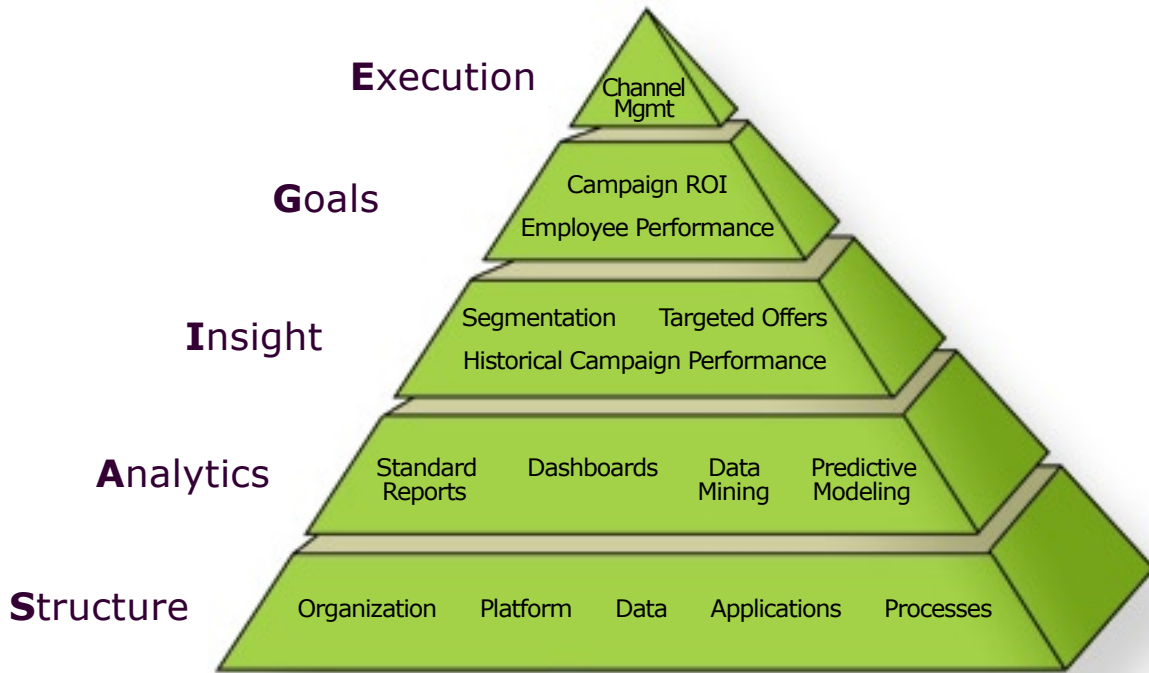 Execution
Channel
Mgmt
Goals
Campaign ROI
Employee Performance
Insight
Segmentation Targeted Offers
Historical Campaign Performance
Analytics
Standard Reports
Dashboards
Data Mining
Predictive Modeling
Structure
Organization Platform Data Applications Processes